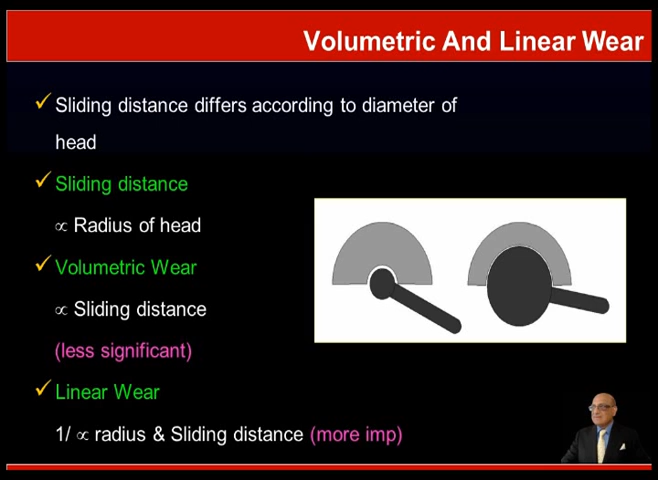 Volumetric And Linear Wear
Sliding distance differs according to diameter of
head
Sliding distance
∝ Radius of head
Volumetric Wear
∝ Sliding distance
(less significant)
Linear Wear
1/ ∝ radius & Sliding distance (more imp)